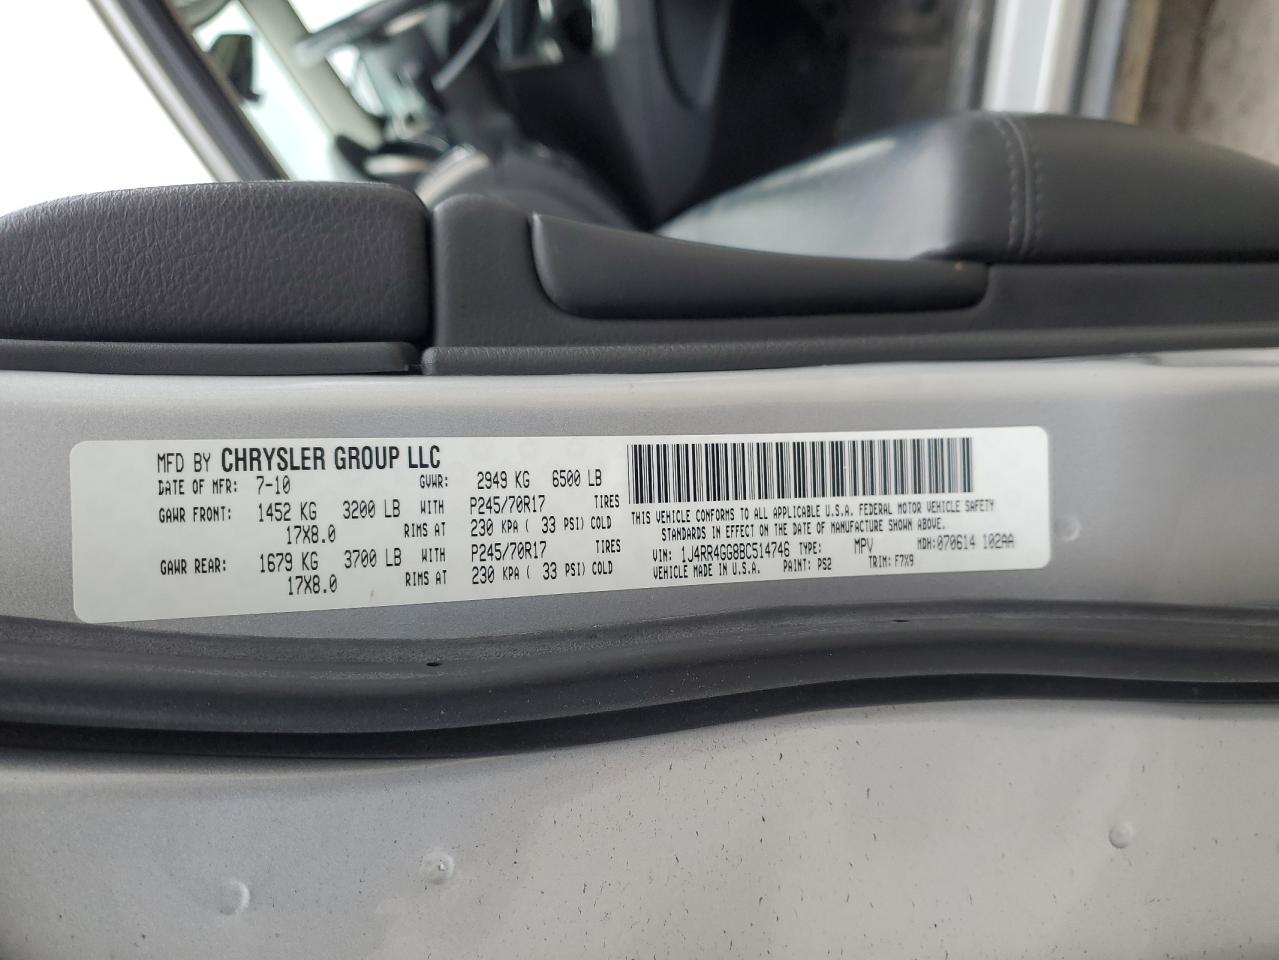 MFD BY CHRYSLER GROUP LLC
DATE OF MFR: 7-10 GVWR: 2949 KG 6500 LB
GAWR FRONT: 1452 KG 3200 LB WITH P245/70R17 TIRES
17X8.0 RIMS AT 230 KPA ( 33 PSI) COLD
GAWR REAR: 1679 KG 3700 LB WITH P245/70R17 TIRES
17X8.0 RIMS AT 230 KPA ( 33 PSI) COLD
THIS VEHICLE CONFORMS TO ALL APPLICABLE U.S.A. FEDERAL MOTOR VEHICLE SAFETY
STANDARDS IN EFFECT ON THE DATE OF MANUFACTURE SHOWN ABOVE.
VIN: 1J4RR4GG8BC514746 TYPE: MPV MDH:070614 102AA
VEHICLE MADE IN U.S.A. PAINT: PS2 TRIM: F7X9